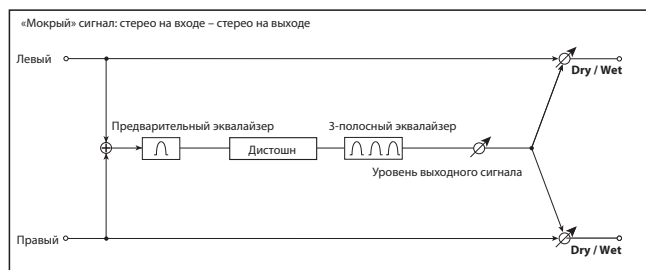 «Мокрый» сигнал: стерео на входе – стерео на выходе
Левый
Dry / Wet
Предварительный эквалайзер
3-полосный эквалайзер
Дистошн
Уровень выходного сигнала
Правый
Dry / Wet